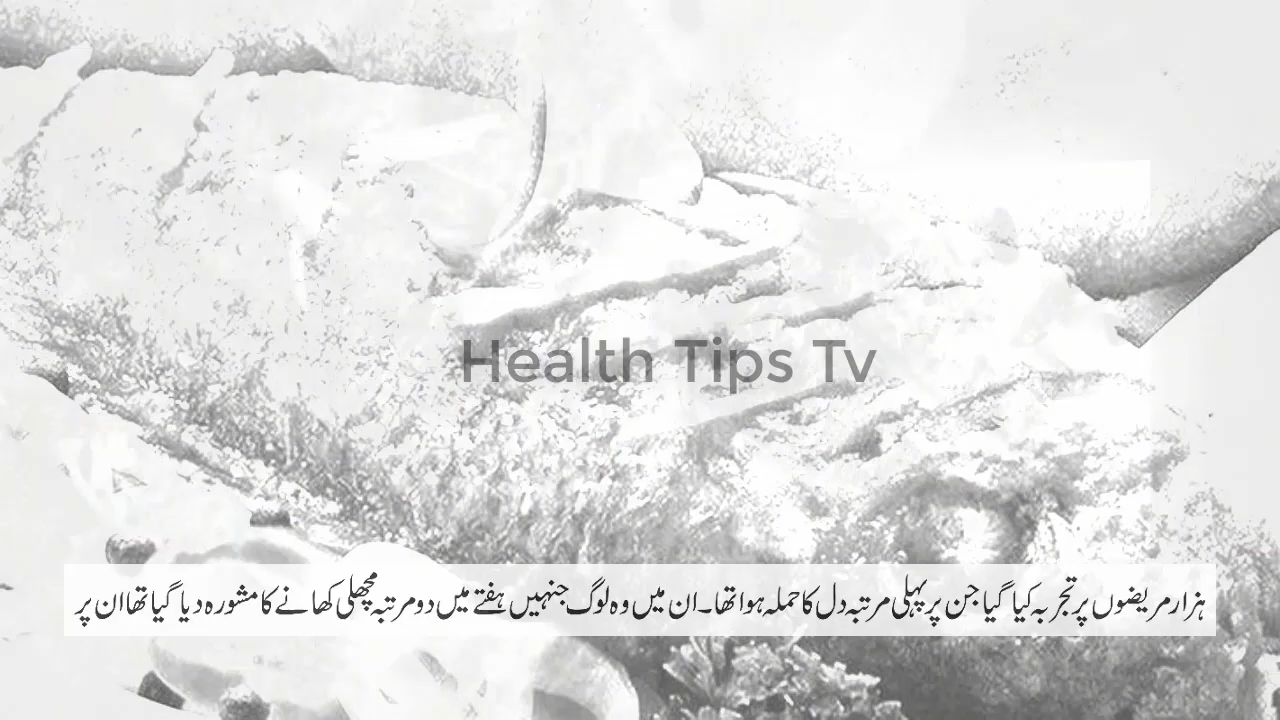 Health Tips Tv
ہزار مریضوں پر تجربہ کیا گیا جن پر پہلی مرتبہ دل کا حملہ ہوا تھا۔ ان میں وہ لوگ جنہیں ہفتے میں دو مرتبہ مچھلی کھانے کا مشورہ دیا گیا تھا ان پر